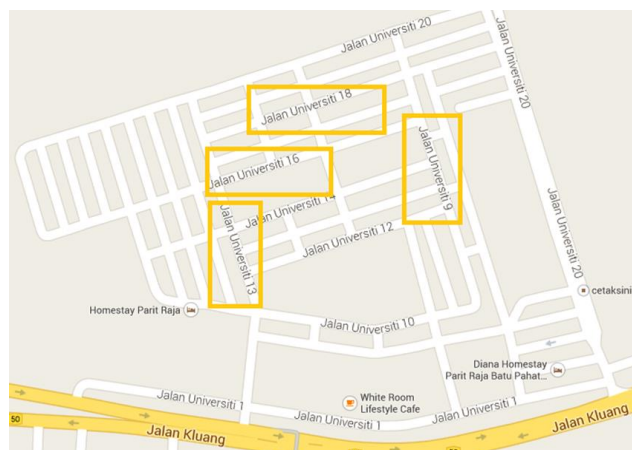 Jalan Universiti 20
Jalan Universiti 18
Jalan Universiti 20
Jalan Universiti 16
Jalan Universiti 9
Jalan Universiti 14
Jalan Universiti 13
Jalan Universiti 12
Jalan Universiti 20
cetaksini
Homestay Parit Raja
Jalan Universiti 10
Diana Homestay
Parit Raja Batu Pahat...
Jalan Universiti 1
White Room
Lifestyle Cafe
Jalan Universiti 1
Jalan Universiti 1
Jalan Kluang
50
Jalan Kluang